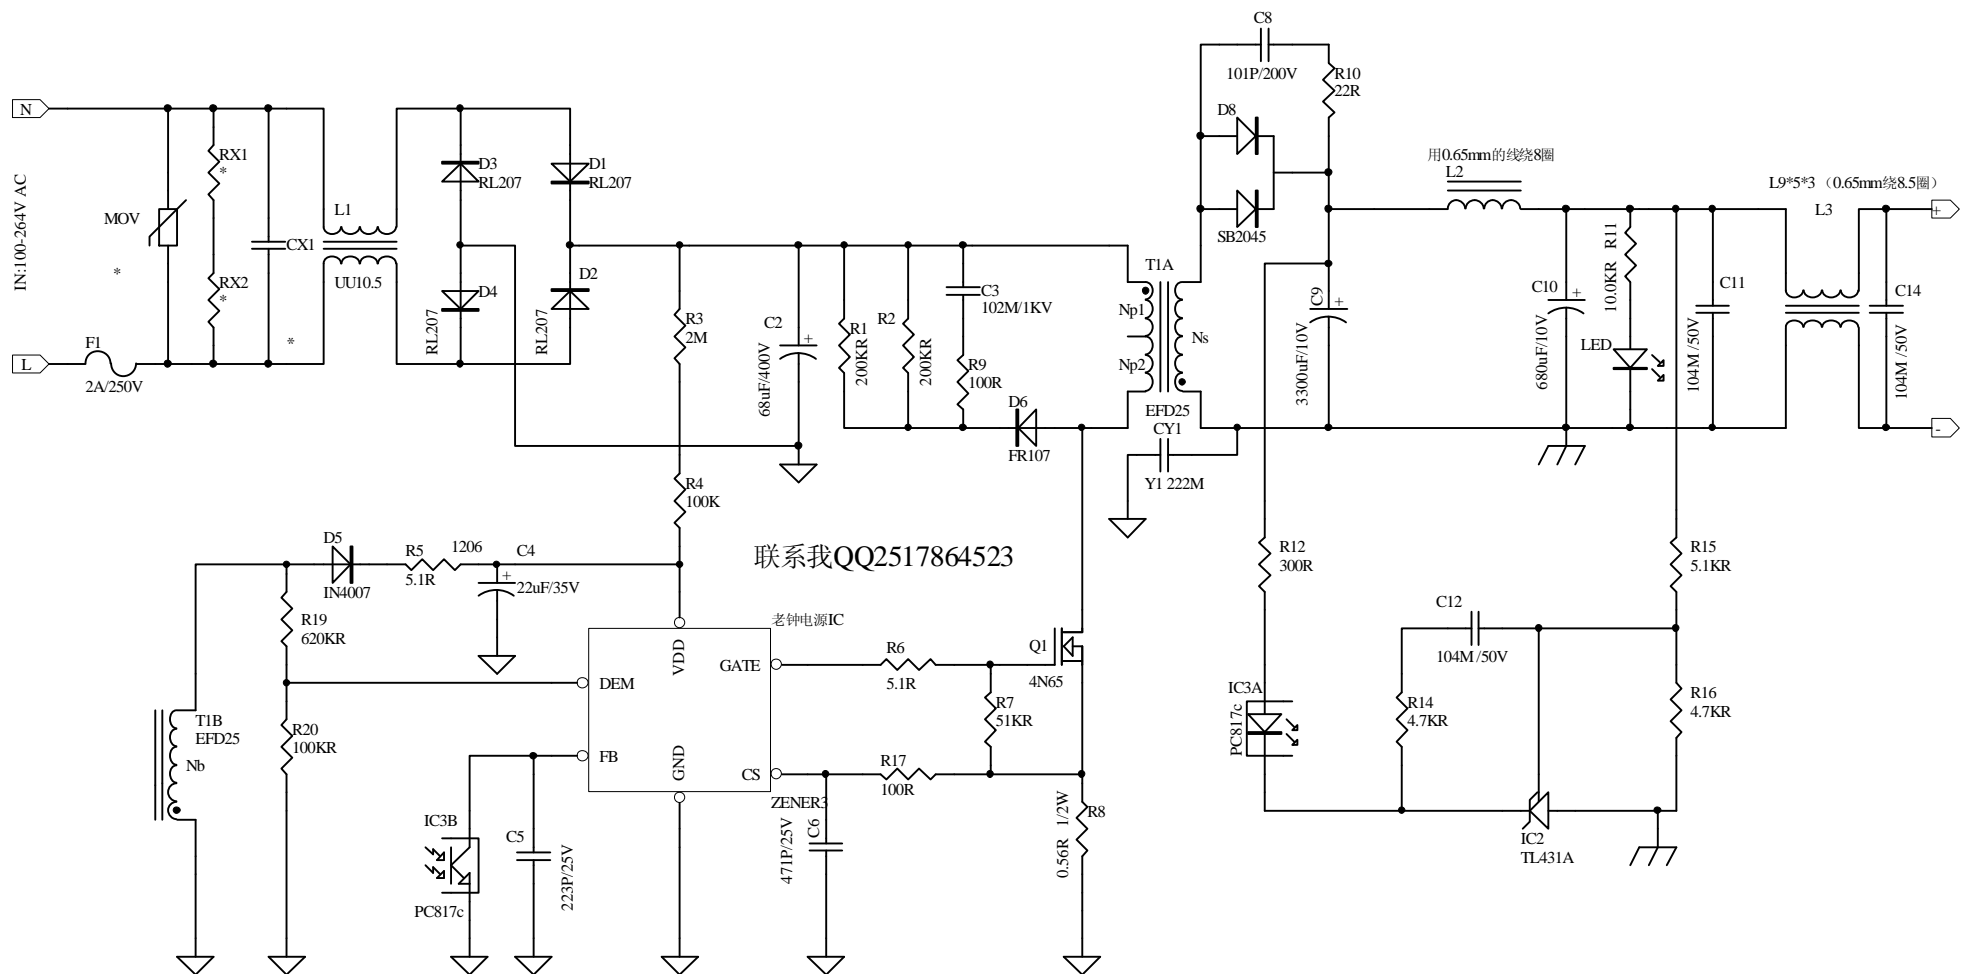 C8
101P/200V
R10
22R
N
D8
用0.65mm的线绕8圈
L2
RX1
*
D3
RL207
D1
RL207
L9*5*3 （0.65mm绕8.5圈）
L3
IN:100-264V AC
MOV
*
L1
CX1
UU10.5
SB2045
+
R11
10.0KR
T1A
D2
D4
RX2
*
*
C3
102M/1KV
C9
+
3300uF/10V
C10
+
680uF/10V
C11
104M/50V
C14
104M/50V
Np1
Np2
Ns
R3
2M
C2
+
68uF/400V
R1
200KR
R2
200KR
RL207
RL207
F1
2A/250V
L
LED
R9
100R
D6
FR107
EFD25
CY1
Y1 222M
-
R4
100K
联系我QQ2517864523
D5
IN4007
R5
5.1R
1206
C4
+
22uF/35V
R12
300R
R15
5.1KR
R19
620KR
老钟电源IC
C12
104M/50V
VDD
GATE
DEM
FB
GND
CS
R6
5.1R
Q1
4N65
R7
51KR
IC3A
PC817c
R14
4.7KR
R16
4.7KR
T1B
EFD25
Nb
R20
100KR
R17
100R
ZENER3
C6
471P/25V
R8
0.56R 1/2W
IC2
TL431A
IC3B
PC817c
C5
223P/25V